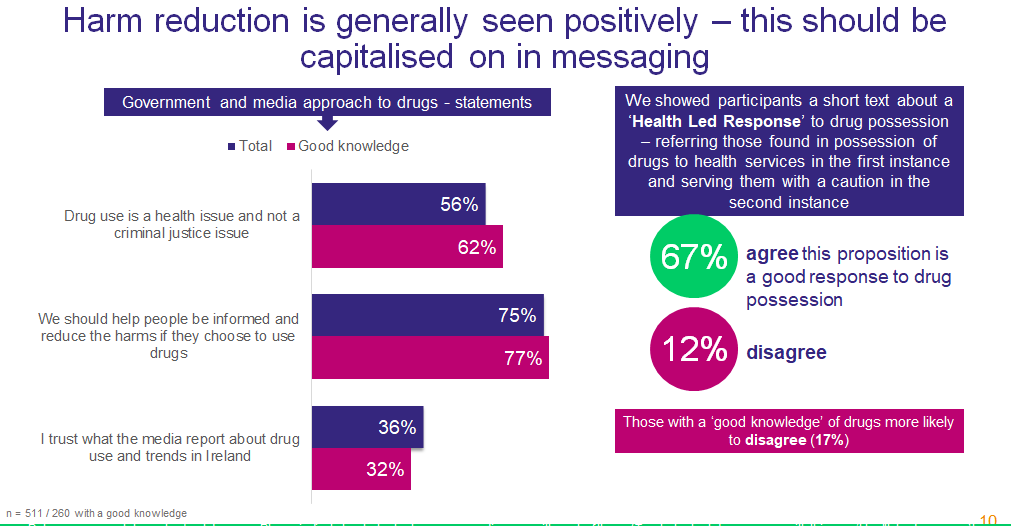 Harm reduction is generally seen positively – this should be
capitalised on in messaging
Government and media approach to drugs - statements
Total Good knowledge
Drug use is a health issue and not a
criminal justice issue
56%
62%
We should help people be informed and
reduce the harms if they choose to use
drugs
75%
77%
I trust what the media report about drug
use and trends in Ireland
36%
32%
We showed participants a short text about a
‘Health Led Response’ to drug possession
– referring those found in possession of
drugs to health services in the first instance
and serving them with a caution in the
second instance
67%
agree this proposition is
a good response to drug
possession
12%
disagree
Those with a ‘good knowledge’ of drugs more likely
to disagree (17%)
n = 511 / 260 with a good knowledge
10